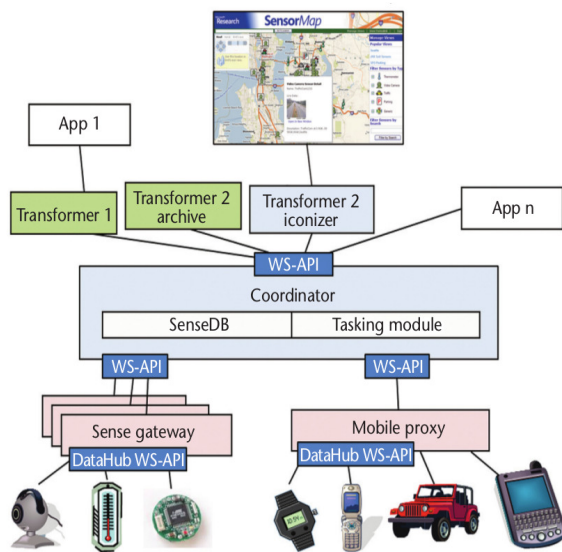 Research SensorMap
App 1
Transformer 1
Transformer 2
archive
Transformer 2
iconizer
App n
WS-API
Coordinator
SenseDB
Tasking module
WS-API
WS-API
Sense gateway
DataHub WS-API
Mobile proxy
DataHub WS-API